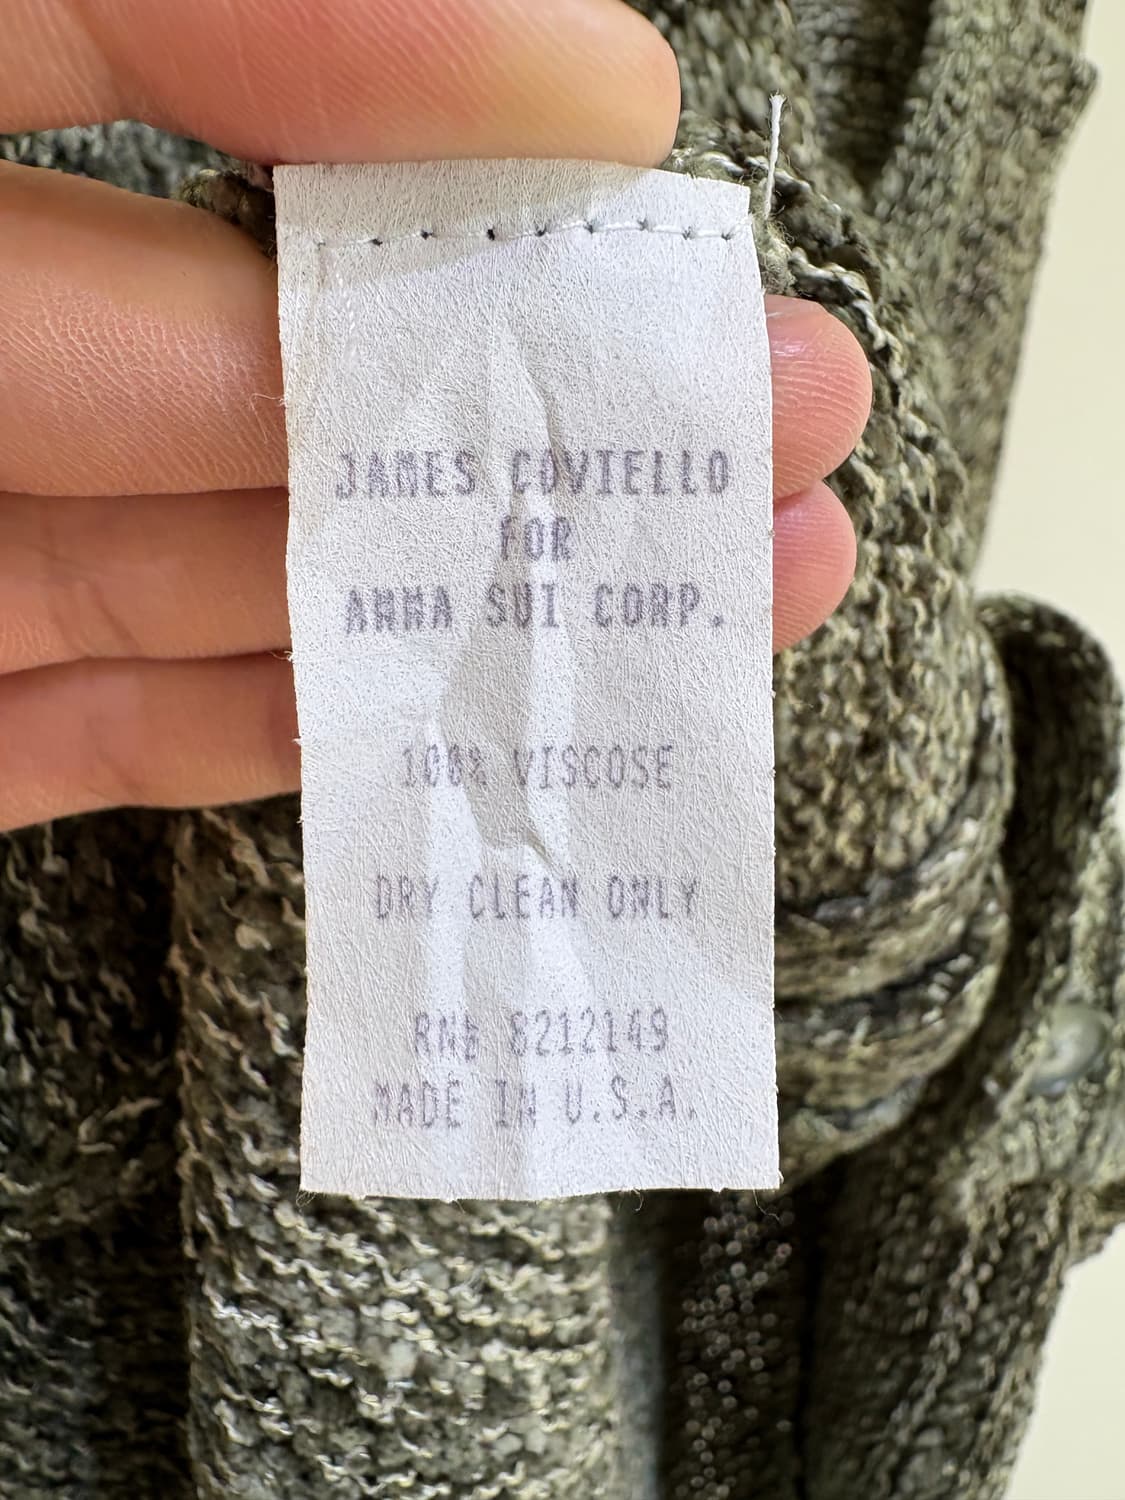 JAMES COVIELLO
FOR
ANNA SUI CORP.
100% VISCOSE
DRY CLEAN ONLY
RN# 8212149
MADE IN U.S.A.